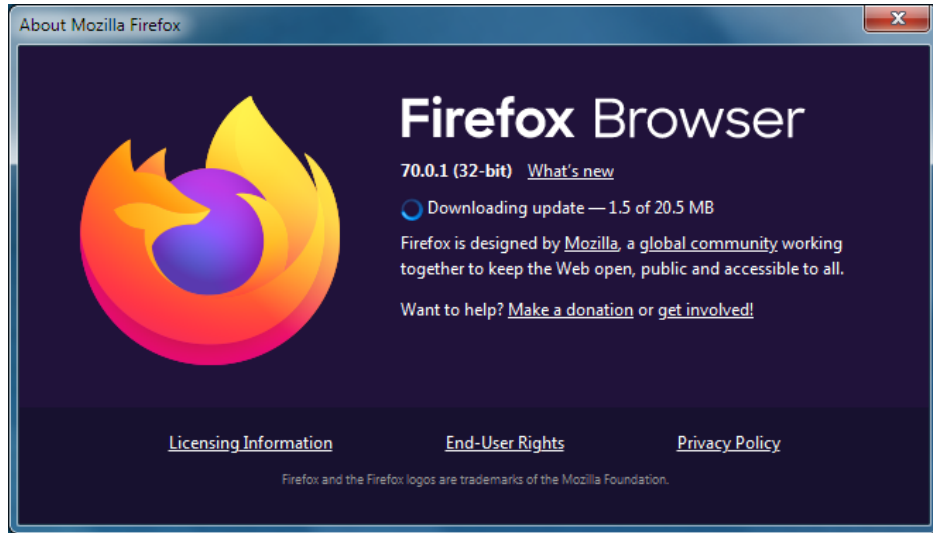 About Mozilla Firefox
Firefox Browser
70.0.1 (32-bit) What's new
Downloading update — 1.5 of 20.5 MB
Firefox is designed by Mozilla, a global community working
together to keep the Web open, public and accessible to all.
Want to help? Make a donation or get involved!
Licensing Information End-User Rights Privacy Policy
Firefox and the Firefox logos are trademarks of the Mozilla Foundation.